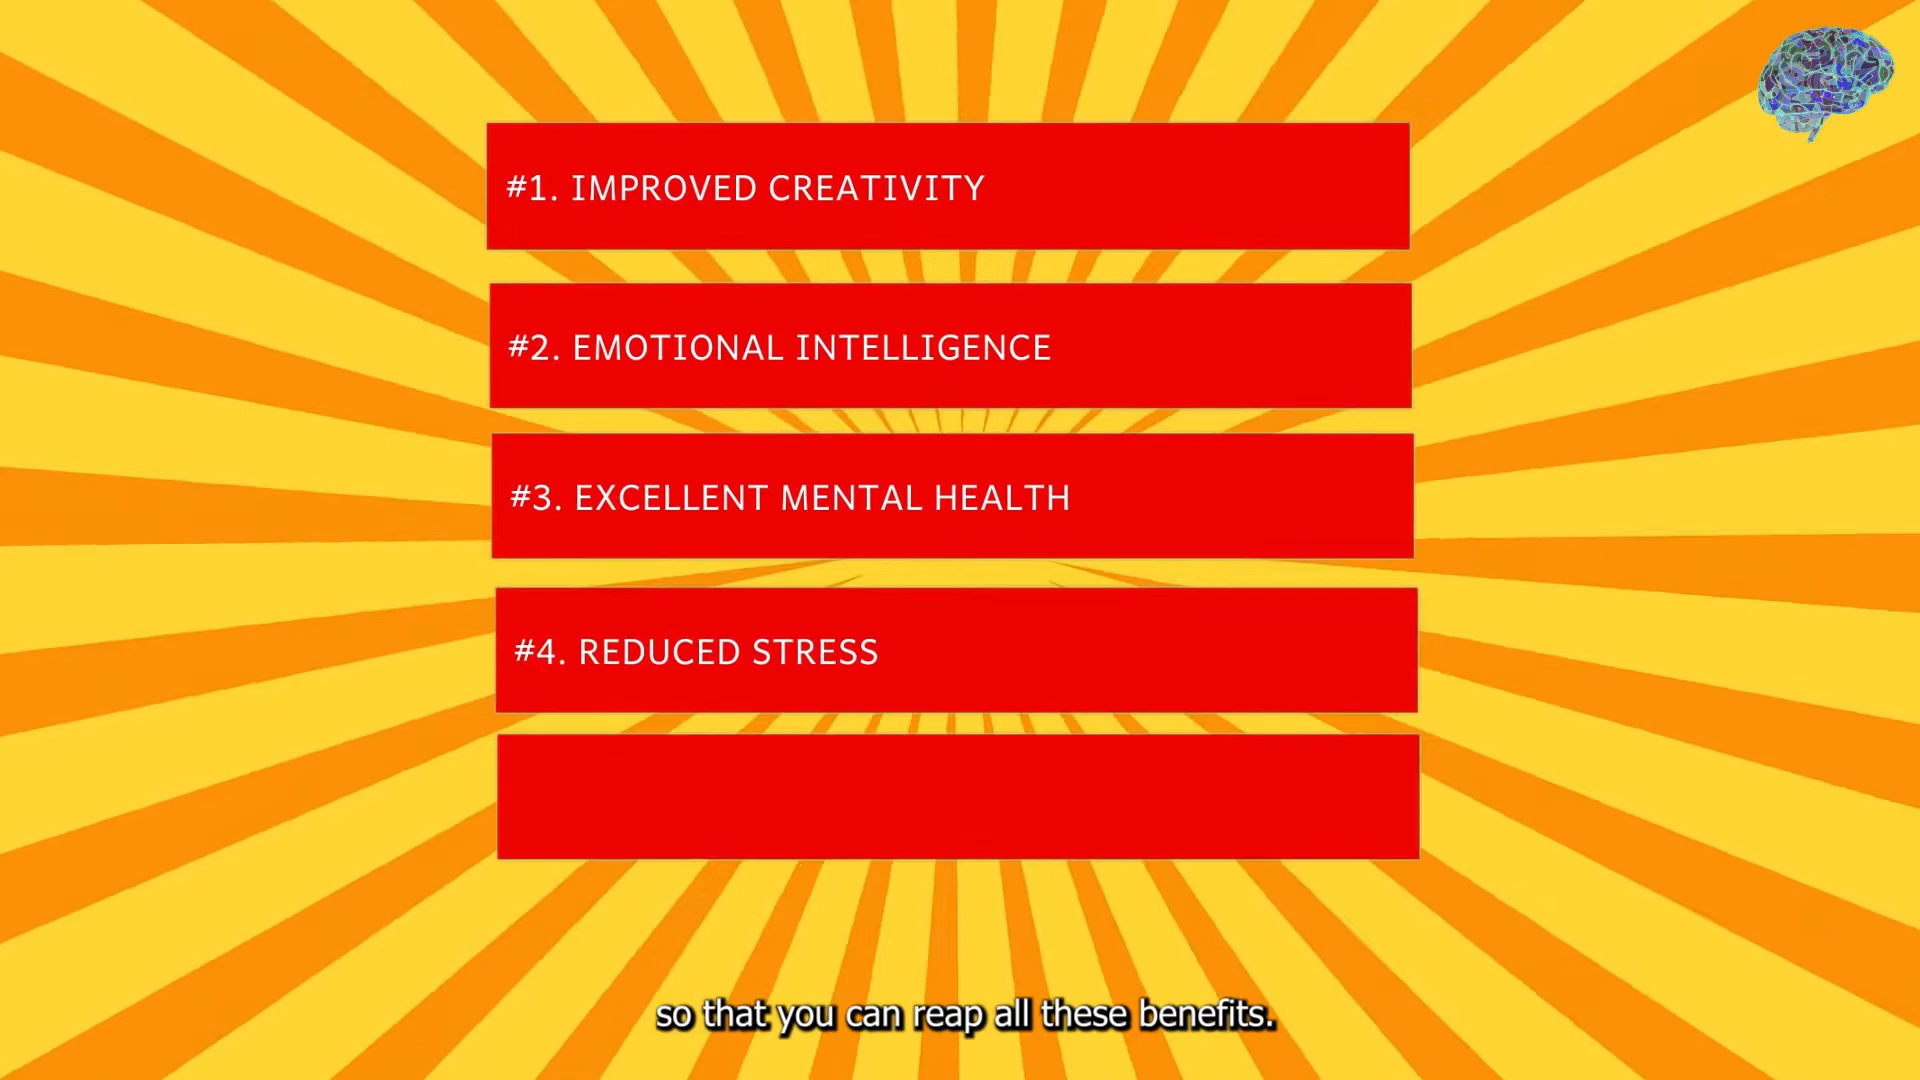 #1. IMPROVED CREATIVITY
#2. EMOTIONAL INTELLIGENCE
#3. EXCELLENT MENTAL HEALTH
#4. REDUCED STRESS
so that you can reap all these benefits.